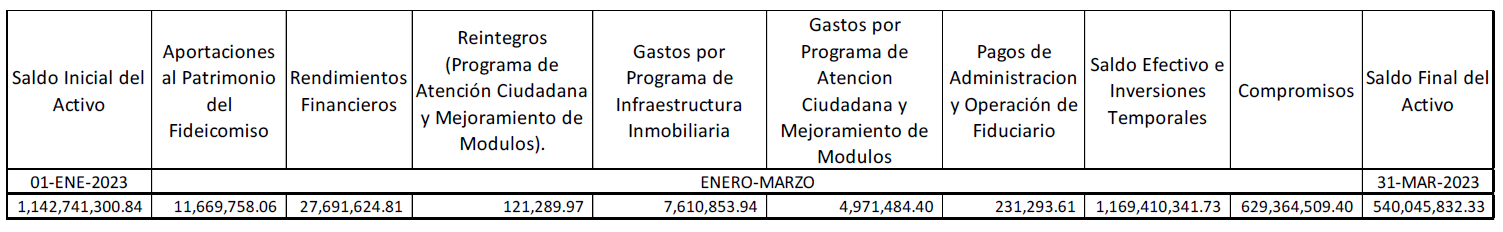 Saldo Inicial del
Activo
Aportaciones
al Patrimonio
del
Fideicomiso
Rendimientos
Financieros
Reintegros
(Programa de
Atención Ciudadana
y Mejoramiento de
Modulos).
Gastos por
Programa de
Infraestructura
Inmobiliaria
Gastos por
Programa de
Atencion
Ciudadana y
Mejoramiento de
Modulos
Pagos de
Administracion
y Operación de
Fiduciario
Saldo Efectivo e
Inversiones
Temporales
Compromisos
Saldo Final del
Activo
01-ENE-2023 ENERO-MARZO 31-MAR-2023
1,142,741,300.84 11,669,758.06 27,691,624.81 121,289.97 7,610,853.94 4,971,484.40 231,293.61 1,169,410,341.73 629,364,509.40 540,045,832.33